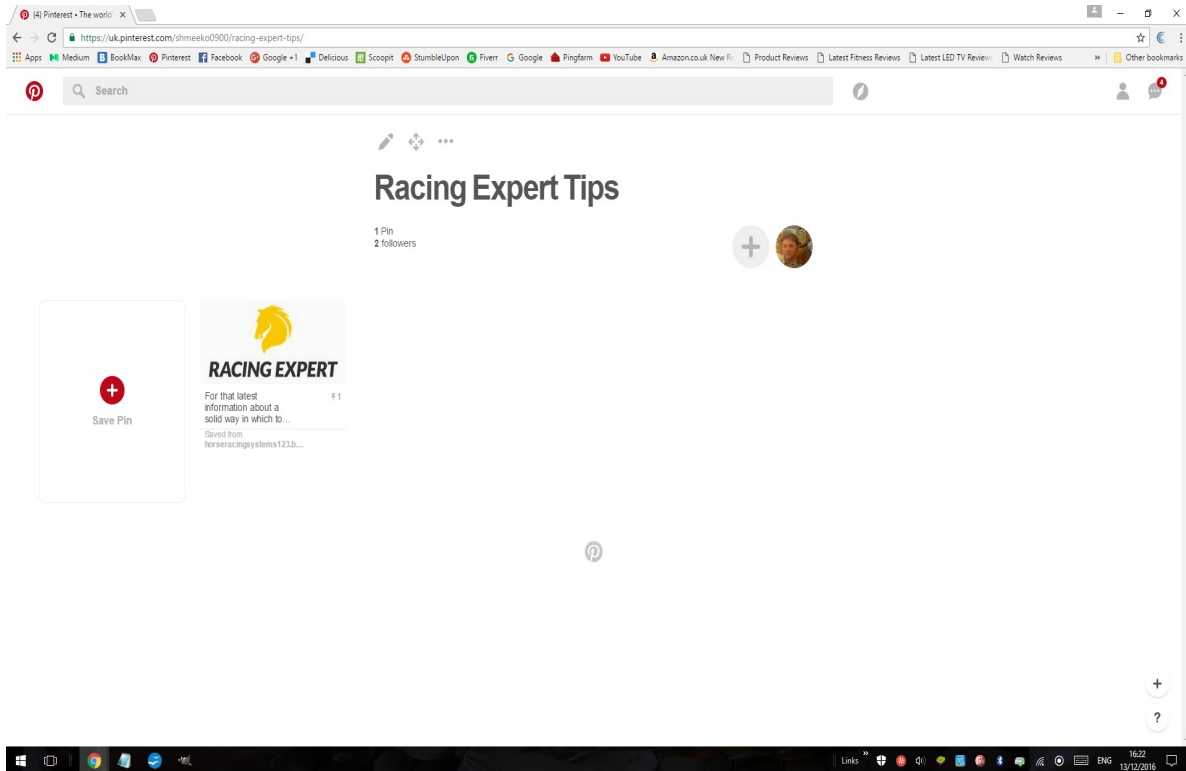 (4) Pinterest • The world
https://uk.pinterest.com/shmeeko0900/racing-expert-tips/
Apps Medium BookMax Pinterest Facebook Google +1 Delicious Scoopit StumbleUpon Fiverr Google Pingfarm YouTube Amazon.co.uk New Re Product Reviews Latest Fitness Reviews Latest LED TV Reviews Watch Reviews » Other bookmarks
Search
4
Racing Expert Tips
1 Pin
2 followers
RACING EXPERT
Save Pin
For that latest 1
information about a
solid way in which to...
Saved from
horseracingsystems123.b...
+
?
Links » ENG 16:22
13/12/2016